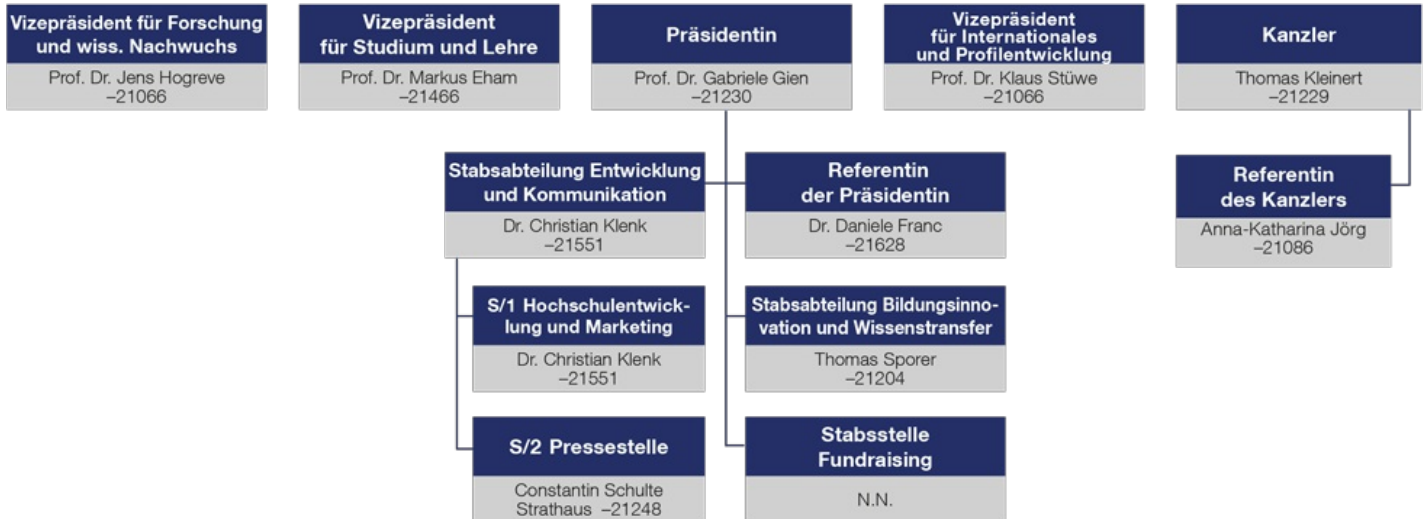 Vizepräsident für Forschung
und wiss. Nachwuchs
Prof. Dr. Jens Hogreve
–21066
Vizepräsident
für Studium und Lehre
Prof. Dr. Markus Eham
–21466
Präsidentin
Prof. Dr. Gabriele Gien
–21230
Vizepräsident
für Internationales
und Profilentwicklung
Prof. Dr. Klaus Stüwe
–21066
Kanzler
Thomas Kleinert
–21229
Stabsabteilung Entwicklung
und Kommunikation
Dr. Christian Klenk
–21551
Referentin
der Präsidentin
Dr. Daniele Franc
–21628
Referentin
des Kanzlers
Anna-Katharina Jörg
–21086
S/1 Hochschulentwick-
lung und Marketing
Dr. Christian Klenk
–21551
Stabsabteilung Bildungsinno-
vation und Wissenstransfer
Thomas Sporer
–21204
S/2 Pressestelle
Constantin Schulte
Strathaus –21248
Stabsstelle
Fundraising
N.N.